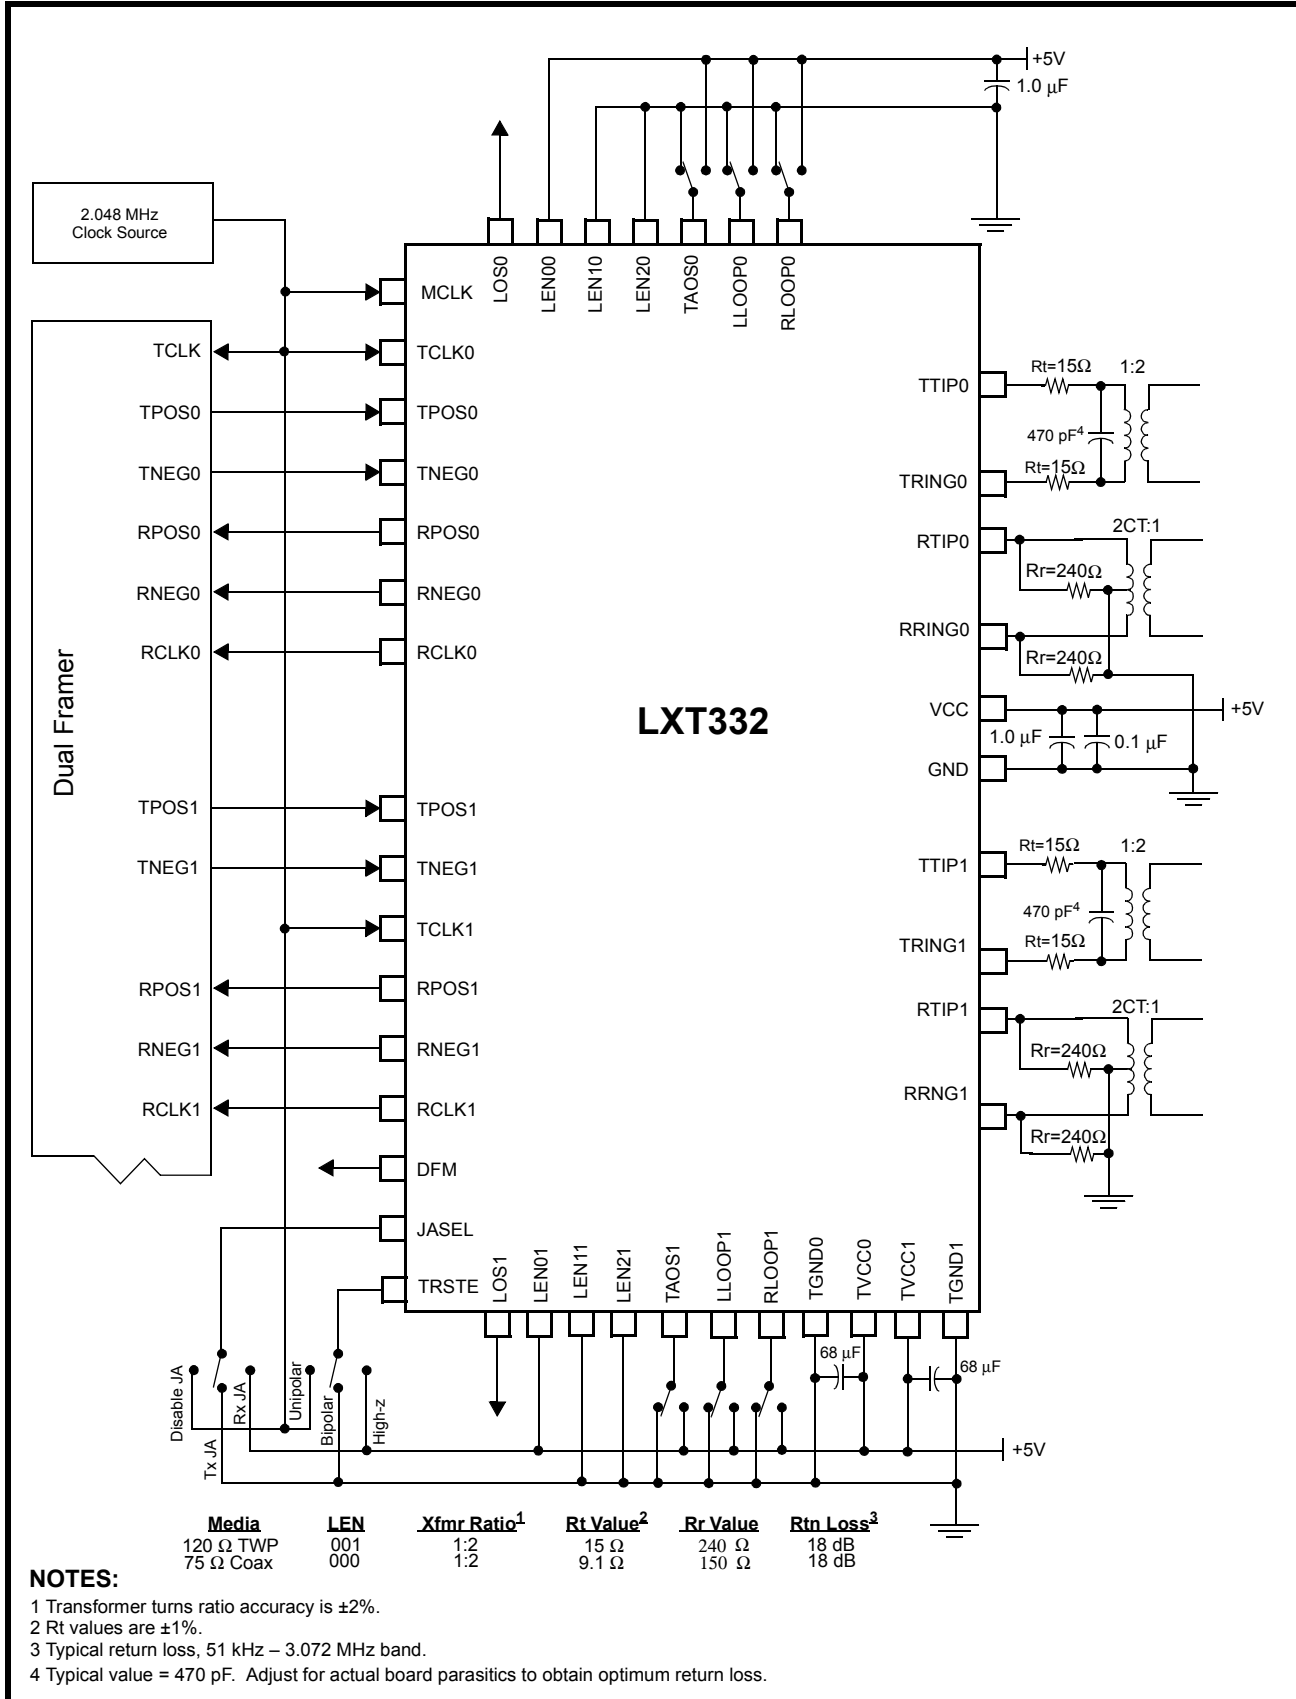 +5V
1.0 µF
2.048 MHz
Clock Source
LOS0
LEN00
LEN10
LEN20
TAOS0
LLOOP0
RLOOP0
MCLK
TCLK
TCLK0
TPOS0
TPOS0
TNEG0
TNEG0
RPOS0
RPOS0
RNEG0
RNEG0
RCLK0
RCLK0
Dual Framer
LXT332
TPOS1
TPOS1
TNEG1
TNEG1
TCLK1
RPOS1
RPOS1
RNEG1
RNEG1
RCLK1
RCLK1
DFM
JASEL
TRSTE
TTIP0
Rt=15Ω
1:2
470 pF4
TRING0
Rt=15Ω
RTIP0
2CT:1
Rr=240Ω
RRING0
Rr=240Ω
VCC
+5V
1.0 µF
0.1 µF
GND
TTIP1
Rt=15Ω
1:2
470 pF4
TRING1
Rt=15Ω
RTIP1
2CT:1
Rr=240Ω
RRNG1
Rr=240Ω
LOS1
LEN01
LEN11
LEN21
TAOS1
LLOOP1
RLOOP1
TGND0
TVCC0
TVCC1
TGND1
68 µF
68 µF
Disable JA
Tx JA
Rx JA
Unipolar
Bipolar
High-z
+5V
Media LEN Xfmr Ratio1 Rt Value2 Rr Value Rtn Loss3
120 Ω TWP 001 1:2 15 Ω 240 Ω 18 dB
75 Ω Coax 000 1:2 9.1 Ω 150 Ω 18 dB
NOTES:
1 Transformer turns ratio accuracy is ±2%.
2 Rt values are ±1%.
3 Typical return loss, 51 kHz – 3.072 MHz band.
4 Typical value = 470 pF. Adjust for actual board parasitics to obtain optimum return loss.